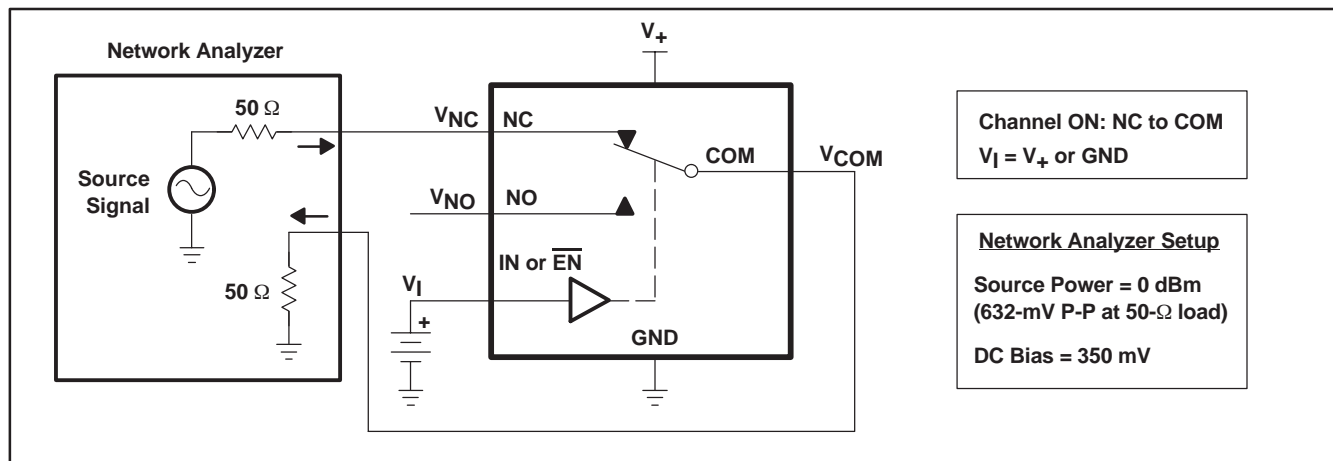 V+
Network Analyzer
50 Ω
VNC
NC
Channel ON: NC to COM
VI = V+ or GND
COM
VCOM
Source
Signal
VNO
NO
Network Analyzer Setup
Source Power = 0 dBm
(632-mV P-P at 50-Ω load)
DC Bias = 350 mV
IN or E̅N̅
VI
50 Ω
+
GND